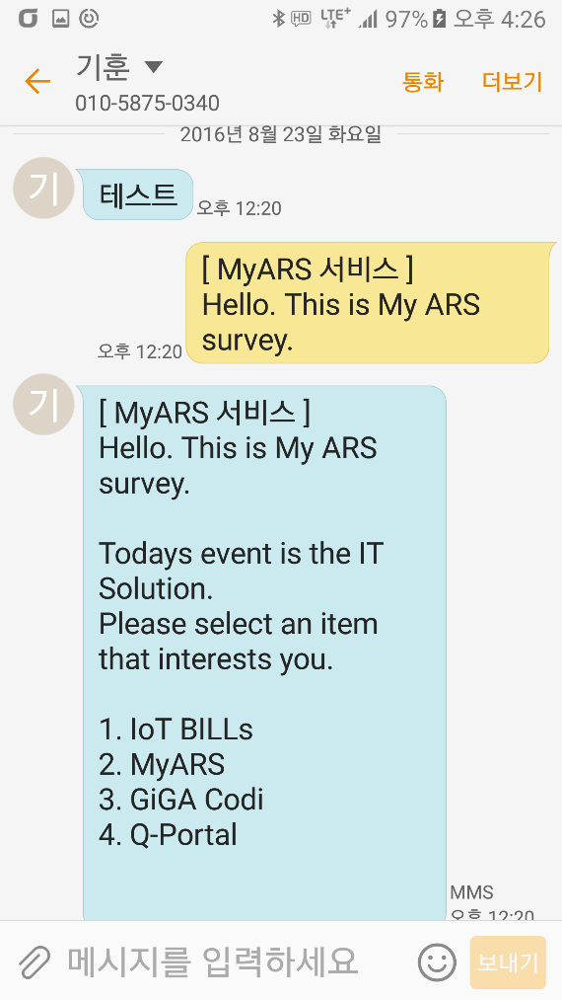 HD LTE+ 97% 오후 4:26
기훈
통화 더보기
010-5875-0340
2016년 8월 23일 화요일
기
테스트
오후 12:20
[ MyARS 서비스 ]
Hello. This is My ARS
survey.
오후 12:20
기
[ MyARS 서비스 ]
Hello. This is My ARS
survey.
Todays event is the IT
Solution.
Please select an item
that interests you.
1. IoT BILLs
2. MyARS
3. GiGA Codi
4. Q-Portal
MMS
오후 12:20
메시지를 입력하세요
보내기